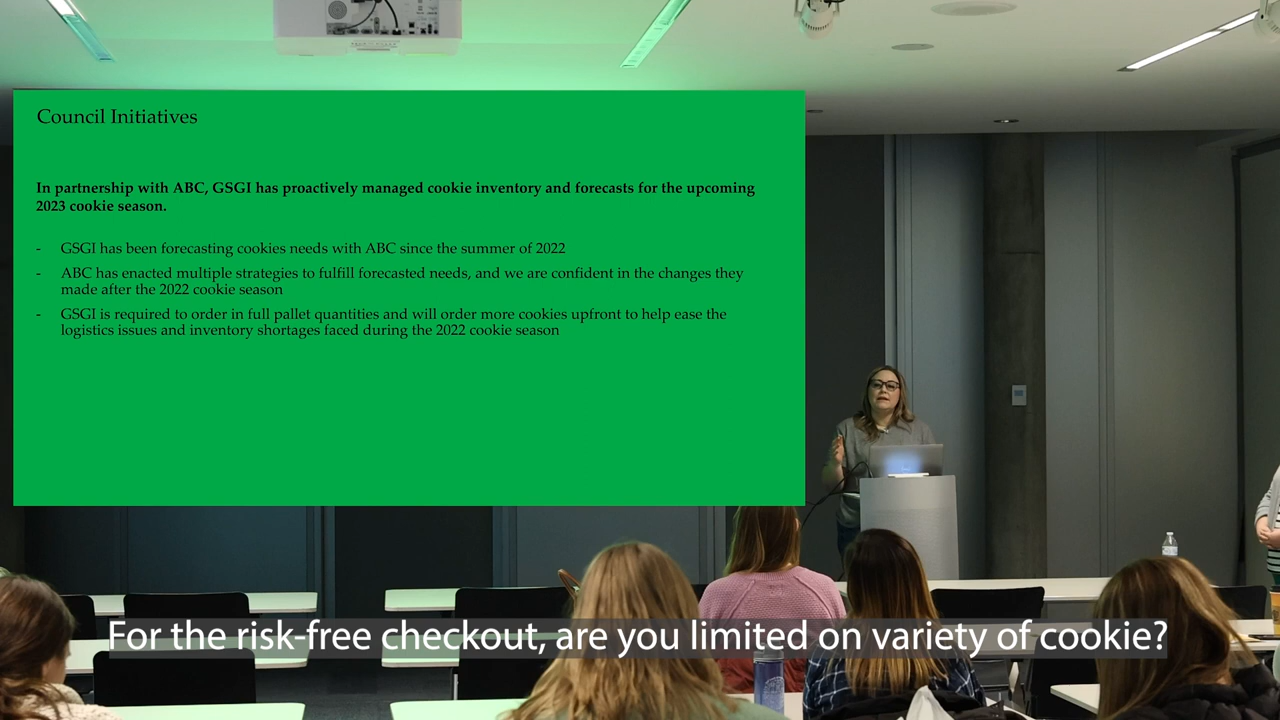 Council Initiatives
In partnership with ABC, GSGI has proactively managed cookie inventory and forecasts for the upcoming
2023 cookie season.
- GSGI has been forecasting cookies needs with ABC since the summer of 2022
- ABC has enacted multiple strategies to fulfill forecasted needs, and we are confident in the changes they
made after the 2022 cookie season
- GSGI is required to order in full pallet quantities and will order more cookies upfront to help ease the
logistics issues and inventory shortages faced during the 2022 cookie season
For the risk-free checkout, are you limited on variety of cookie?